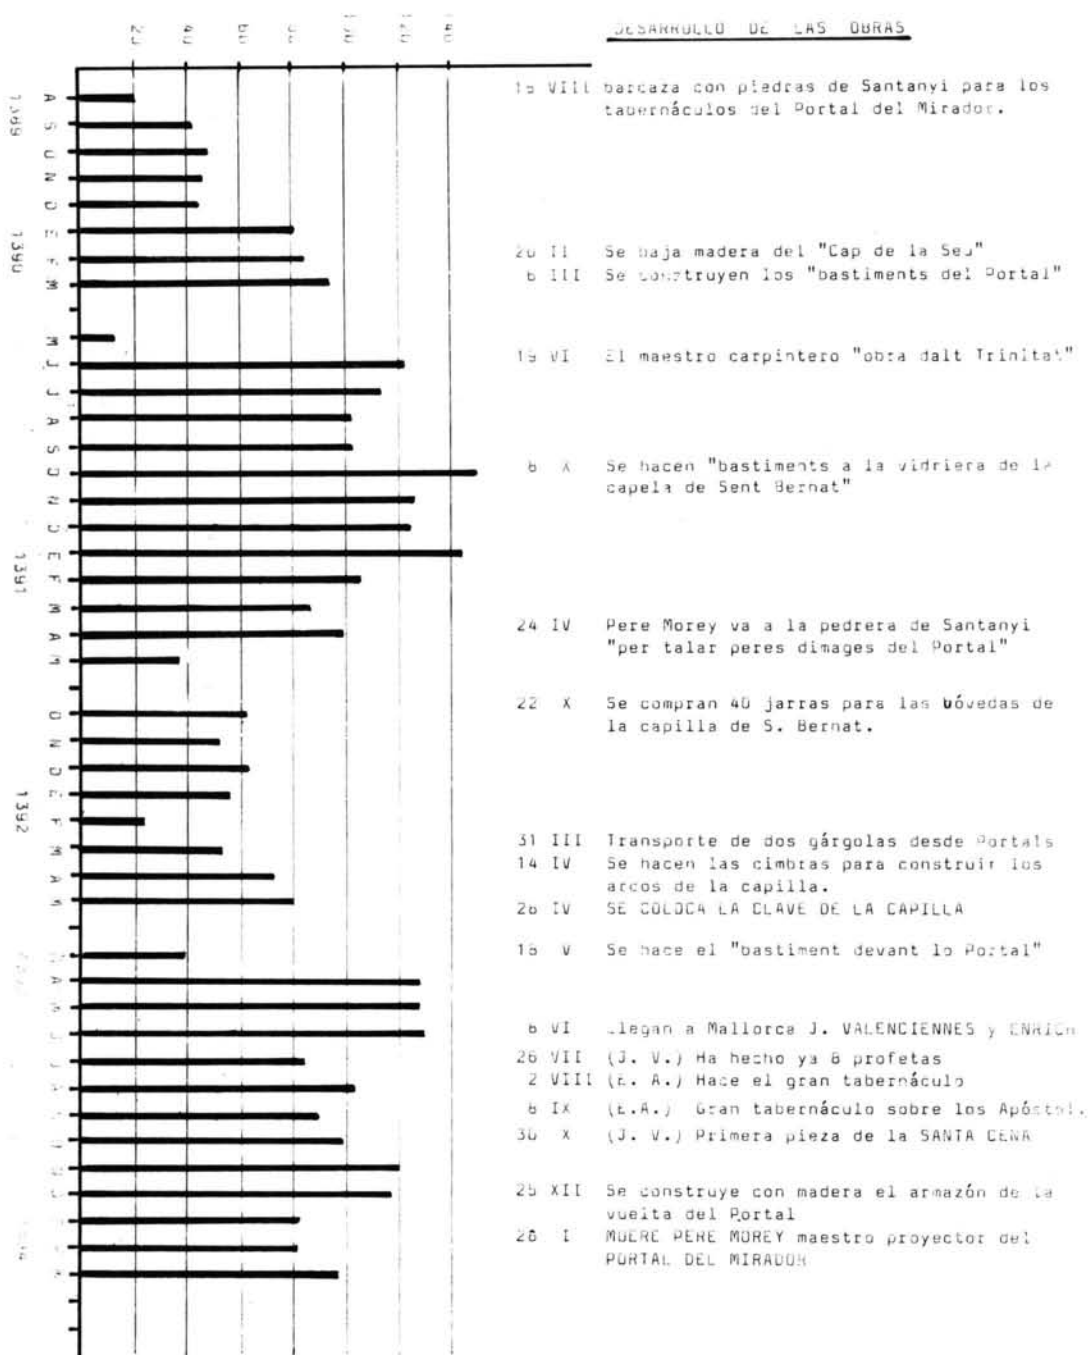 20 40 60 80 100 120 140
DESARROLLO DE LAS OBRAS
1389
A
S
O
N
D
1390
E
F
M
M
J
J
A
S
O
N
D
1391
E
F
M
A
M
O
N
D
1392
E
F
M
A
M
A
M
J
J
A
VIII barcaza con piedras de Santanyi para los
tabernáculos del Portal del Mirador.
II Se baja madera del "Cap de la Seu"
6 III Se construyen los "bastiments del Portal"
19 VI El maestro carpintero "obra dalt Trinitat"
X Se hacen "bastiments a la vidriera de la
capela de Sent Bernat"
24 IV Pere Morey va a la pedrera de Santanyi
"per talar peres dimages del Portal"
22 X Se compran 40 jarras para las bóvedas de
la capilla de S. Bernat.
31 III Transporte de dos gárgolas desde Portals
14 IV Se hacen las cimbras para construir los
arcos de la capilla.
IV SE COLOCA LA CLAVE DE LA CAPILLA
V Se hace el "bastiment devant lo Portal"
VI Llegan a Mallorca J. VALENCIENNES y ENRICH
26 VII (J. V.) Ha hecho ya 8 profetas
2 VIII (E. A.) Hace el gran tabernáculo
IX (E.A.) Gran tabernáculo sobre los Apóstol.
30 X (J. V.) Primera pieza de la SANTA CENA
25 XII Se construye con madera el armazón de la
vuelta del Portal
28 I MUERE PERE MOREY maestro proyector del
PORTAL DEL MIRADOR